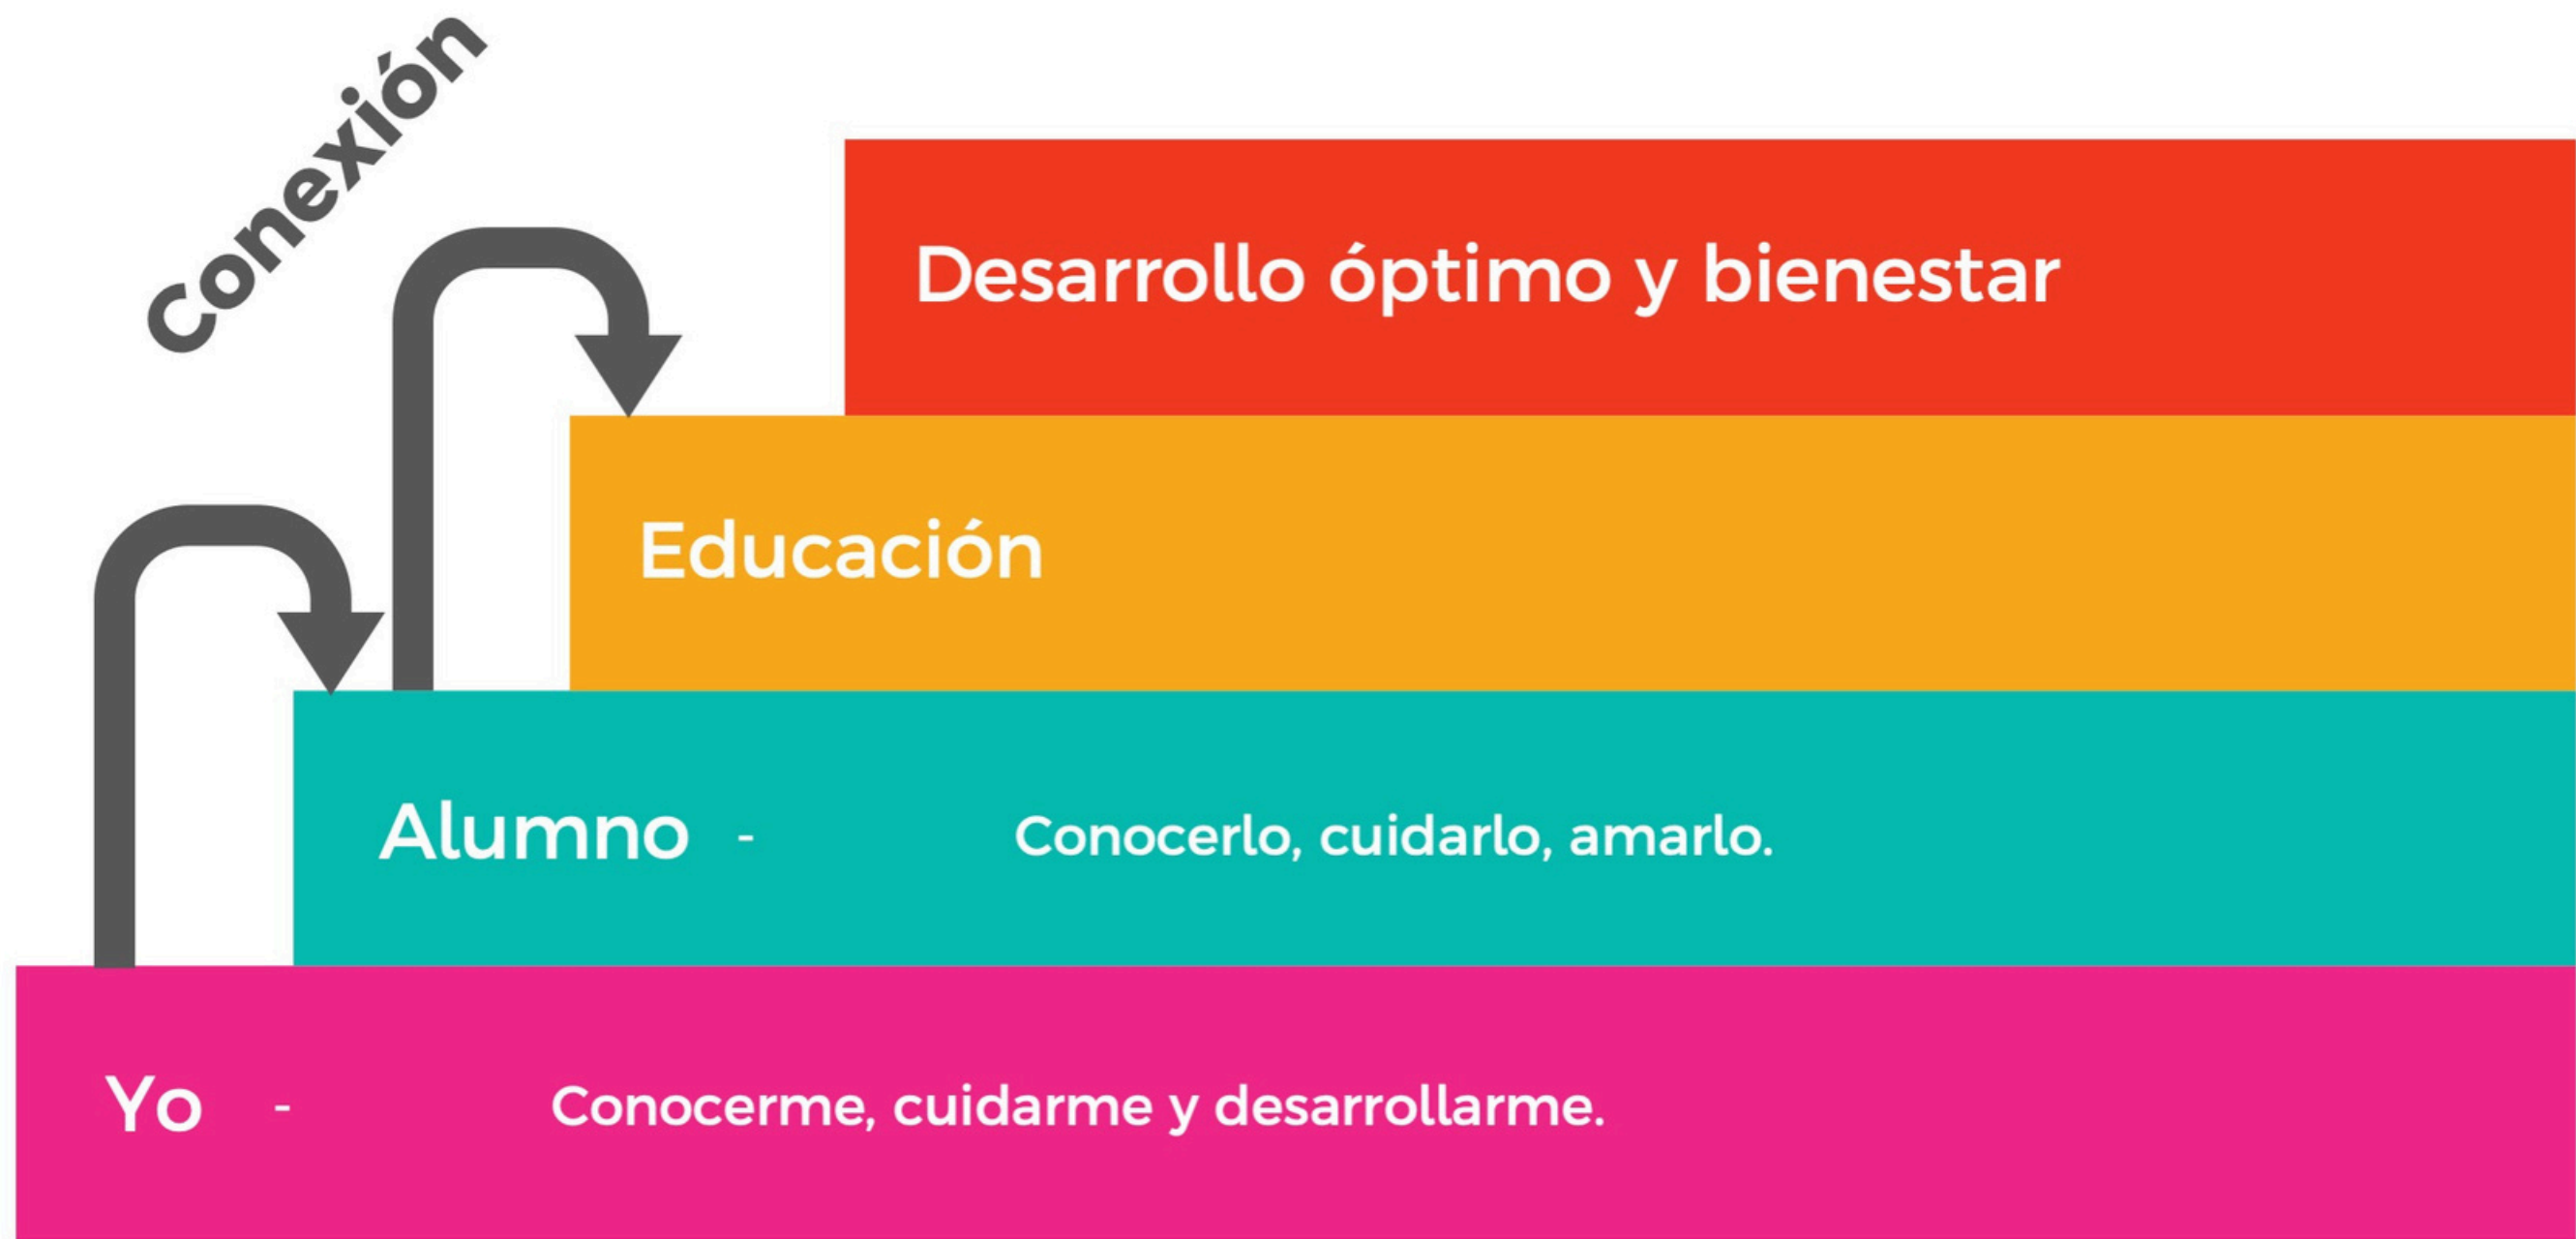 Conexión
Desarrollo óptimo y bienestar
Educación
Alumno - Conocerlo, cuidarlo, amarlo.
Yo - Conocerme, cuidarme y desarrollarme.